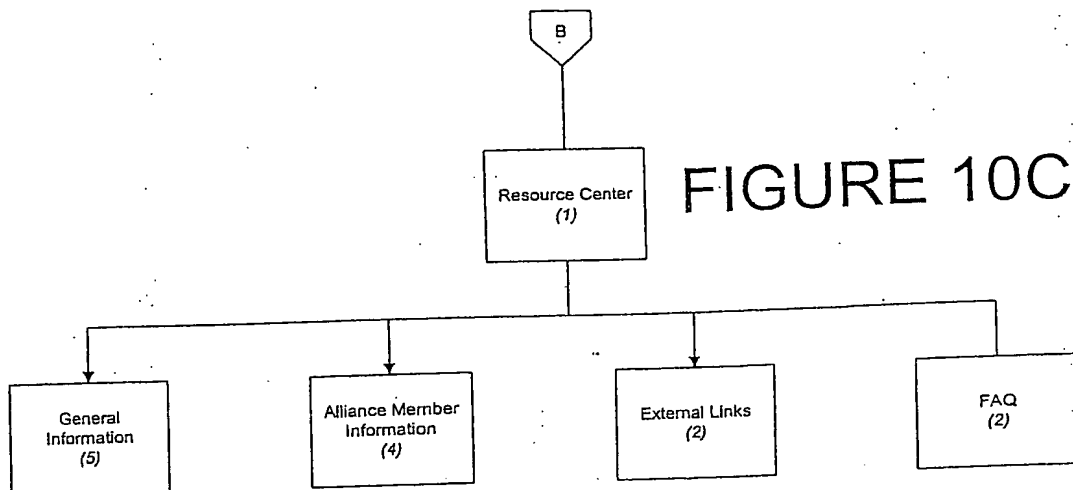 B
Resource Center
(1)
FIGURE 10C
General
Information
(5)
Alliance Member
Information
(4)
External Links
(2)
FAQ
(2)